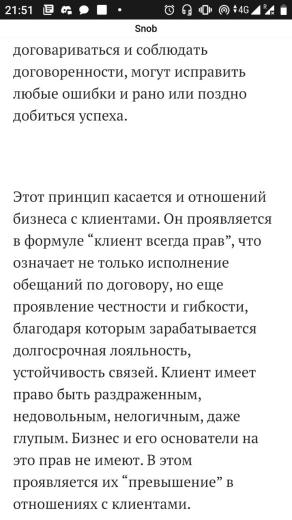 21:51
4G
Snob
договариваться и соблюдать
договоренности, могут исправить
любые ошибки и рано или поздно
добиться успеха.
Этот принцип касается и отношений
бизнеса с клиентами. Он проявляется
в формуле “клиент всегда прав”, что
означает не только исполнение
обещаний по договору, но еще
проявление честности и гибкости,
благодаря которым зарабатывается
долгосрочная лояльность,
устойчивость связей. Клиент имеет
право быть раздраженным,
недовольным, нелогичным, даже
глупым. Бизнес и его основатели на
это прав не имеют. В этом
проявляется их “превышение” в
отношениях с клиентами.